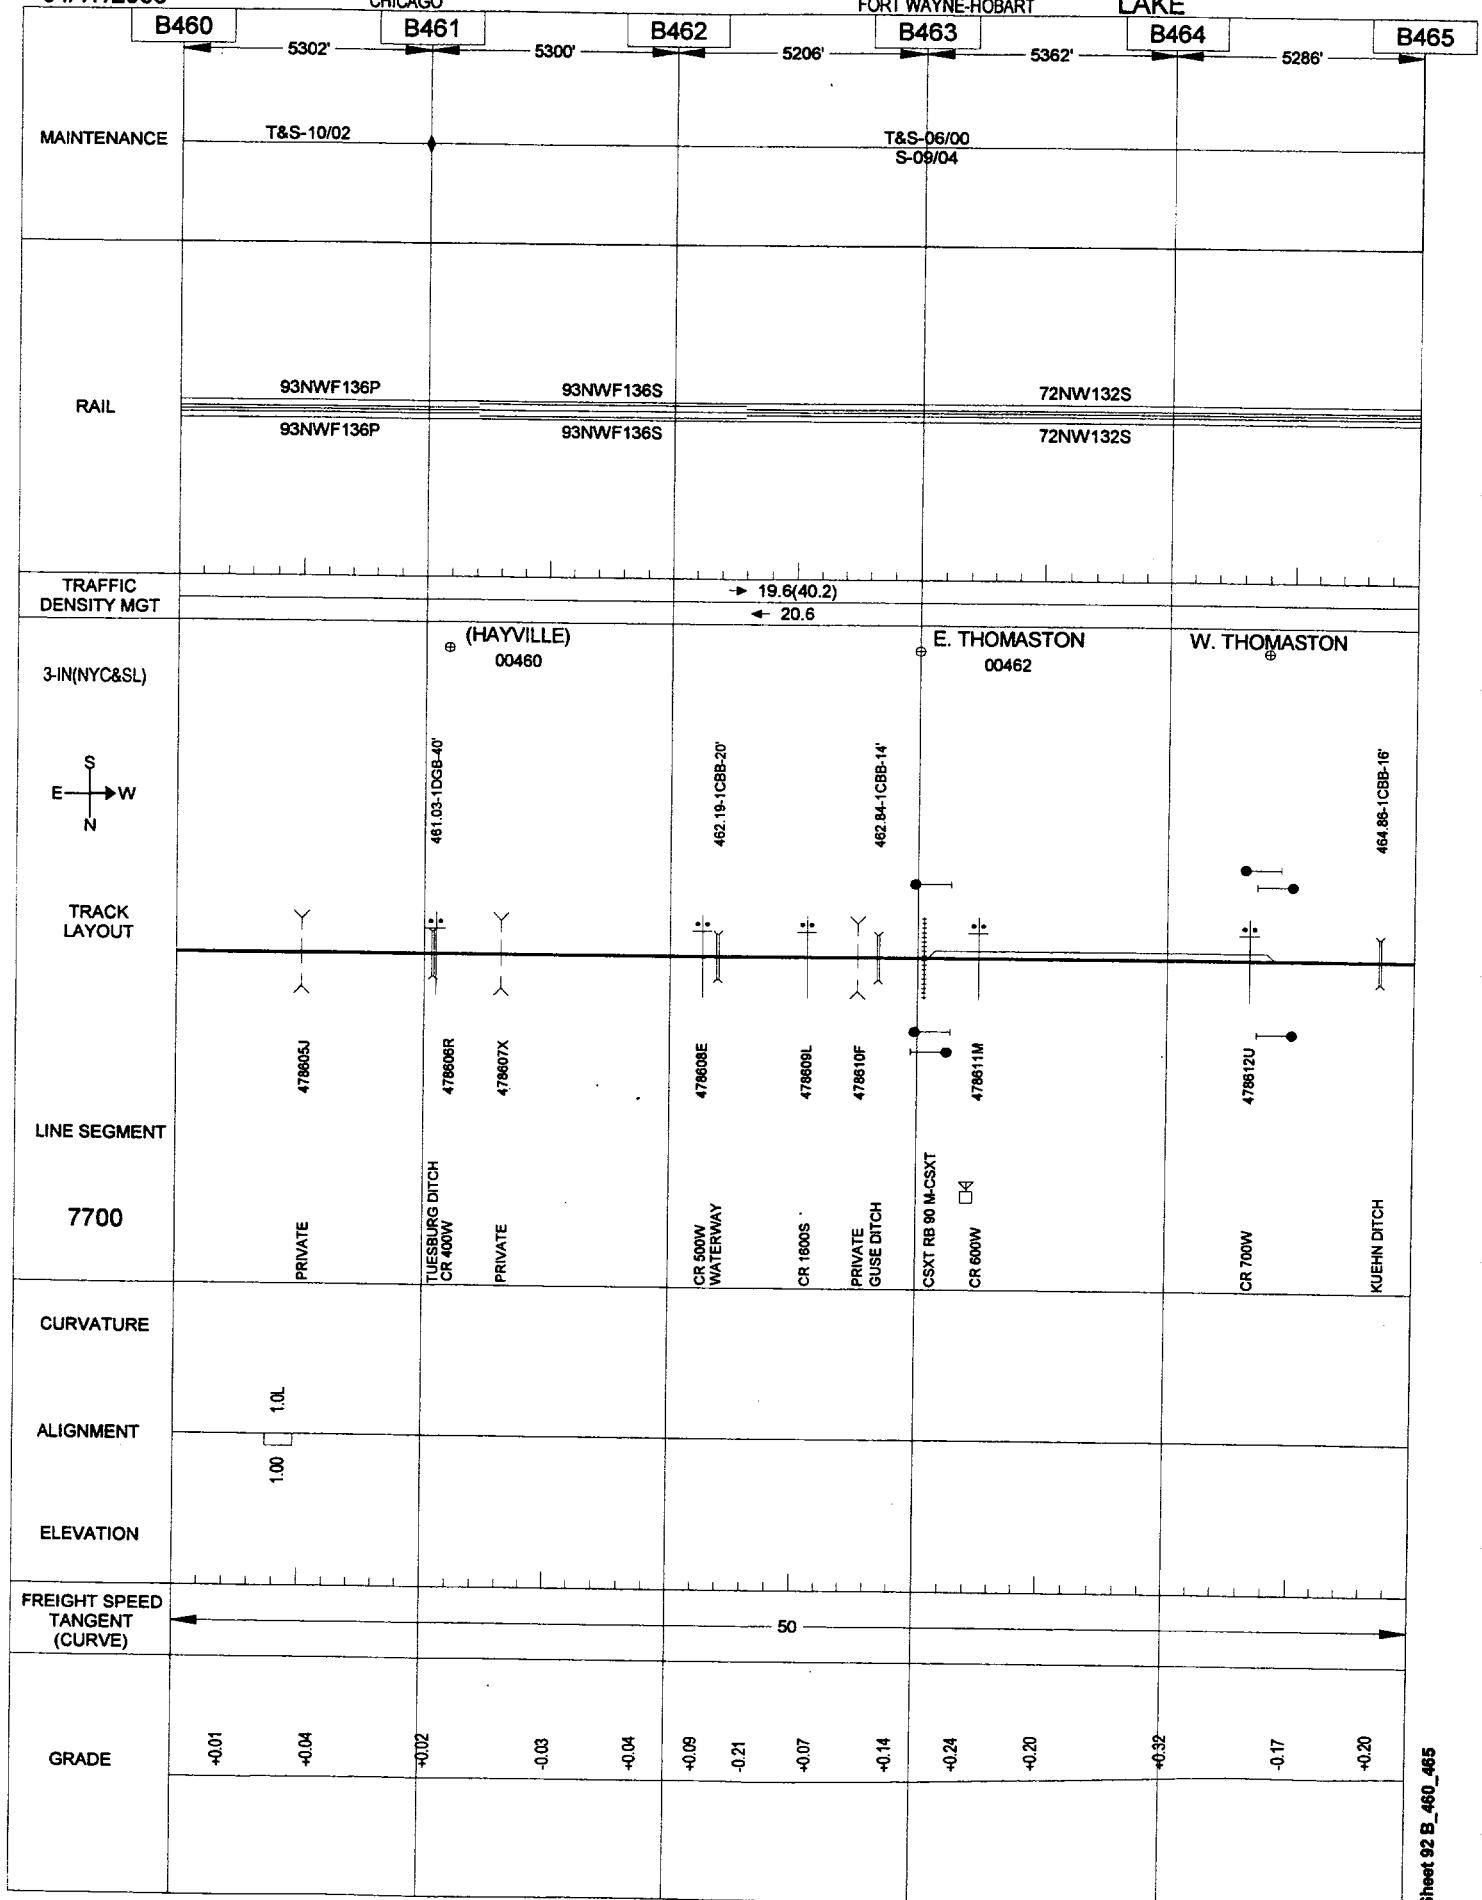 CHICAGO
FORT WAYNE-HOBART
LAKE
B460
B461
B462
B463
B464
B465
5302'
5300'
5206'
5362'
5286'
MAINTENANCE
T&S-10/02
T&S-06/00
S-09/04
RAIL
93NWF136P
93NWF136S
72NW132S
93NWF136P
93NWF136S
72NW132S
TRAFFIC
DENSITY MGT
19.6(40.2)
20.6
3-IN(NYC&SL)
(HAYVILLE)
00460
E. THOMASTON
00462
W. THOMASTON
S
E
W
N
461.03-1DGB-40'
462.19-1CBB-20'
462.84-1CBB-14'
464.86-1CBB-16'
TRACK
LAYOUT
478605J
478606R
478607X
478608E
478609L
478610F
478611M
478612U
LINE SEGMENT
7700
PRIVATE
TUESBURG DITCH
CR 400W
PRIVATE
CR 500W
WATERWAY
CR 1600S
PRIVATE
GUSE DITCH
CSXT RB 90 M-CSXT
CR 600W
CR 700W
KUEHN DITCH
CURVATURE
1.0L
ALIGNMENT
1.00
ELEVATION
FREIGHT SPEED
TANGENT
(CURVE)
50
GRADE
+0.01
+0.04
+0.02
-0.03
+0.04
+0.09
-0.21
+0.07
+0.14
+0.24
+0.20
+0.32
-0.17
+0.20
Sheet 92 B_460_465